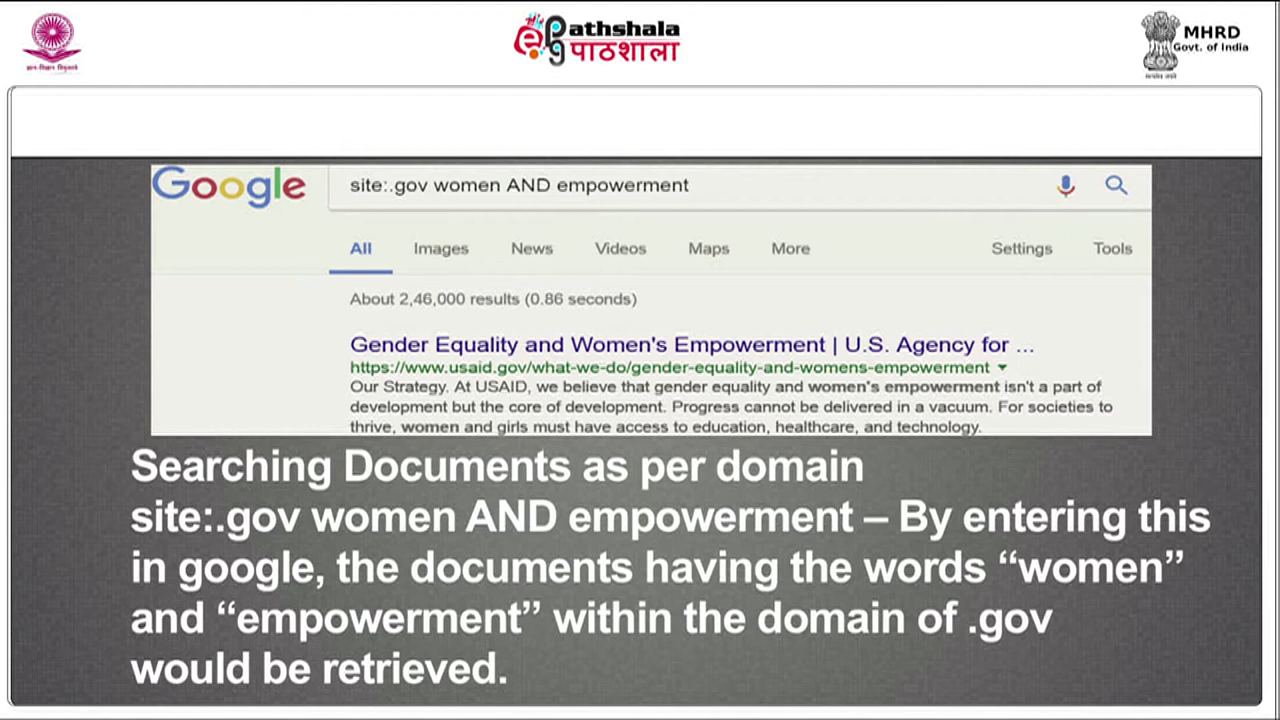 ज्ञान-विज्ञान विमुक्तये
ePathshala
पाठशाला
सत्यमेव जयते
MHRD
Govt. of India
Google
site:.gov women AND empowerment
All Images News Videos Maps More Settings Tools
About 2,46,000 results (0.86 seconds)
Gender Equality and Women's Empowerment | U.S. Agency for ...
https://www.usaid.gov/what-we-do/gender-equality-and-womens-empowerment
Our Strategy. At USAID, we believe that gender equality and women's empowerment isn't a part of
development but the core of development. Progress cannot be delivered in a vacuum. For societies to
thrive, women and girls must have access to education, healthcare, and technology.
Searching Documents as per domain
site:.gov women AND empowerment – By entering this
in google, the documents having the words “women”
and “empowerment” within the domain of .gov
would be retrieved.